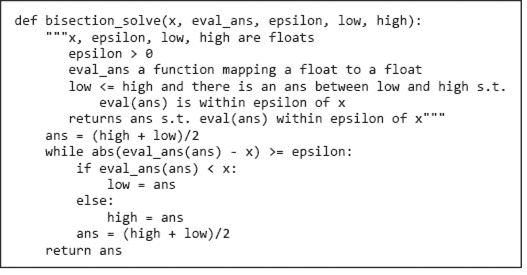 def bisection_solve(x, eval_ans, epsilon, low, high):
    """x, epsilon, low, high are floats
       epsilon > 0
       eval_ans a function mapping a float to a float
       low <= high and there is an ans between low and high s.t.
           eval(ans) is within epsilon of x
       returns ans s.t. eval(ans) within epsilon of x"""
    ans = (high + low)/2
    while abs(eval_ans(ans) - x) >= epsilon:
        if eval_ans(ans) < x:
            low = ans
        else:
            high = ans
        ans = (high + low)/2
    return ans